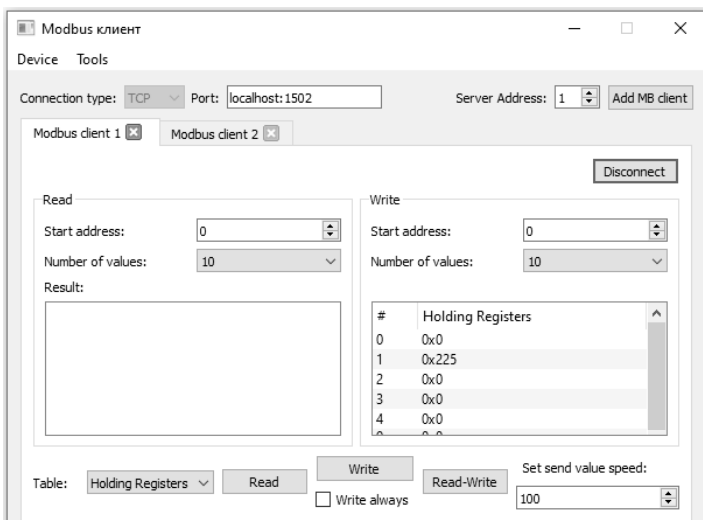 Modbus клиент
Device Tools
Connection type: TCP Port: localhost:1502 Server Address: 1 Add MB client
Modbus client 1 Modbus client 2
Disconnect
Read
Start address: 0
Number of values: 10
Result:
Write
Start address: 0
Number of values: 10
# Holding Registers
0 0x0
1 0x225
2 0x0
3 0x0
4 0x0
Table: Holding Registers Read Write Read-Write Set send value speed:
Write always 100